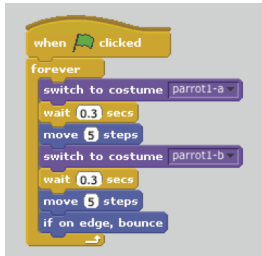 when clicked
forever
switch to costume parrot1-a
wait 0.3 secs
move 5 steps
switch to costume parrot1-b
wait 0.3 secs
move 5 steps
if on edge, bounce